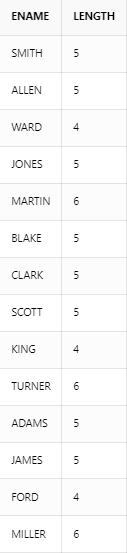 ENAME LENGTH
SMITH 5
ALLEN 5
WARD 4
JONES 5
MARTIN 6
BLAKE 5
CLARK 5
SCOTT 5
KING 4
TURNER 6
ADAMS 5
JAMES 5
FORD 4
MILLER 6